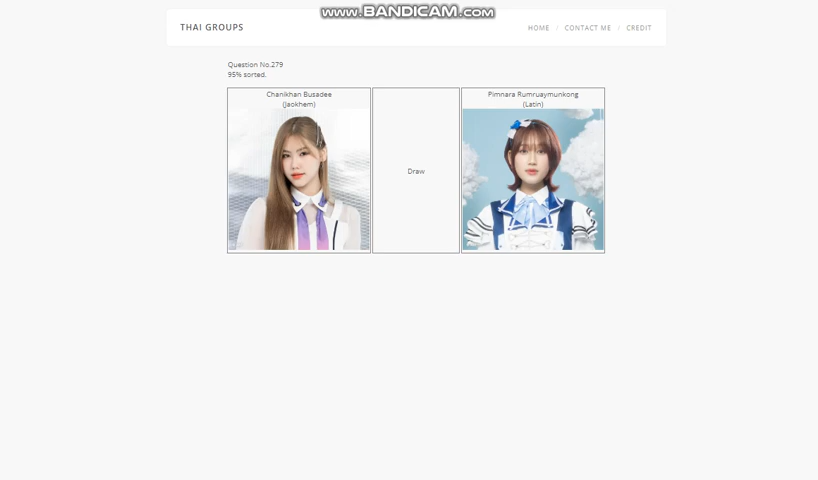 www.BANDICAM.com
THAI GROUPS
HOME / CONTACT ME / CREDIT
Question No.279
95% sorted.
Chanikhan Busadee
(Jaokhem)
Draw
Pimnara Rumruaymunkong
(Latin)